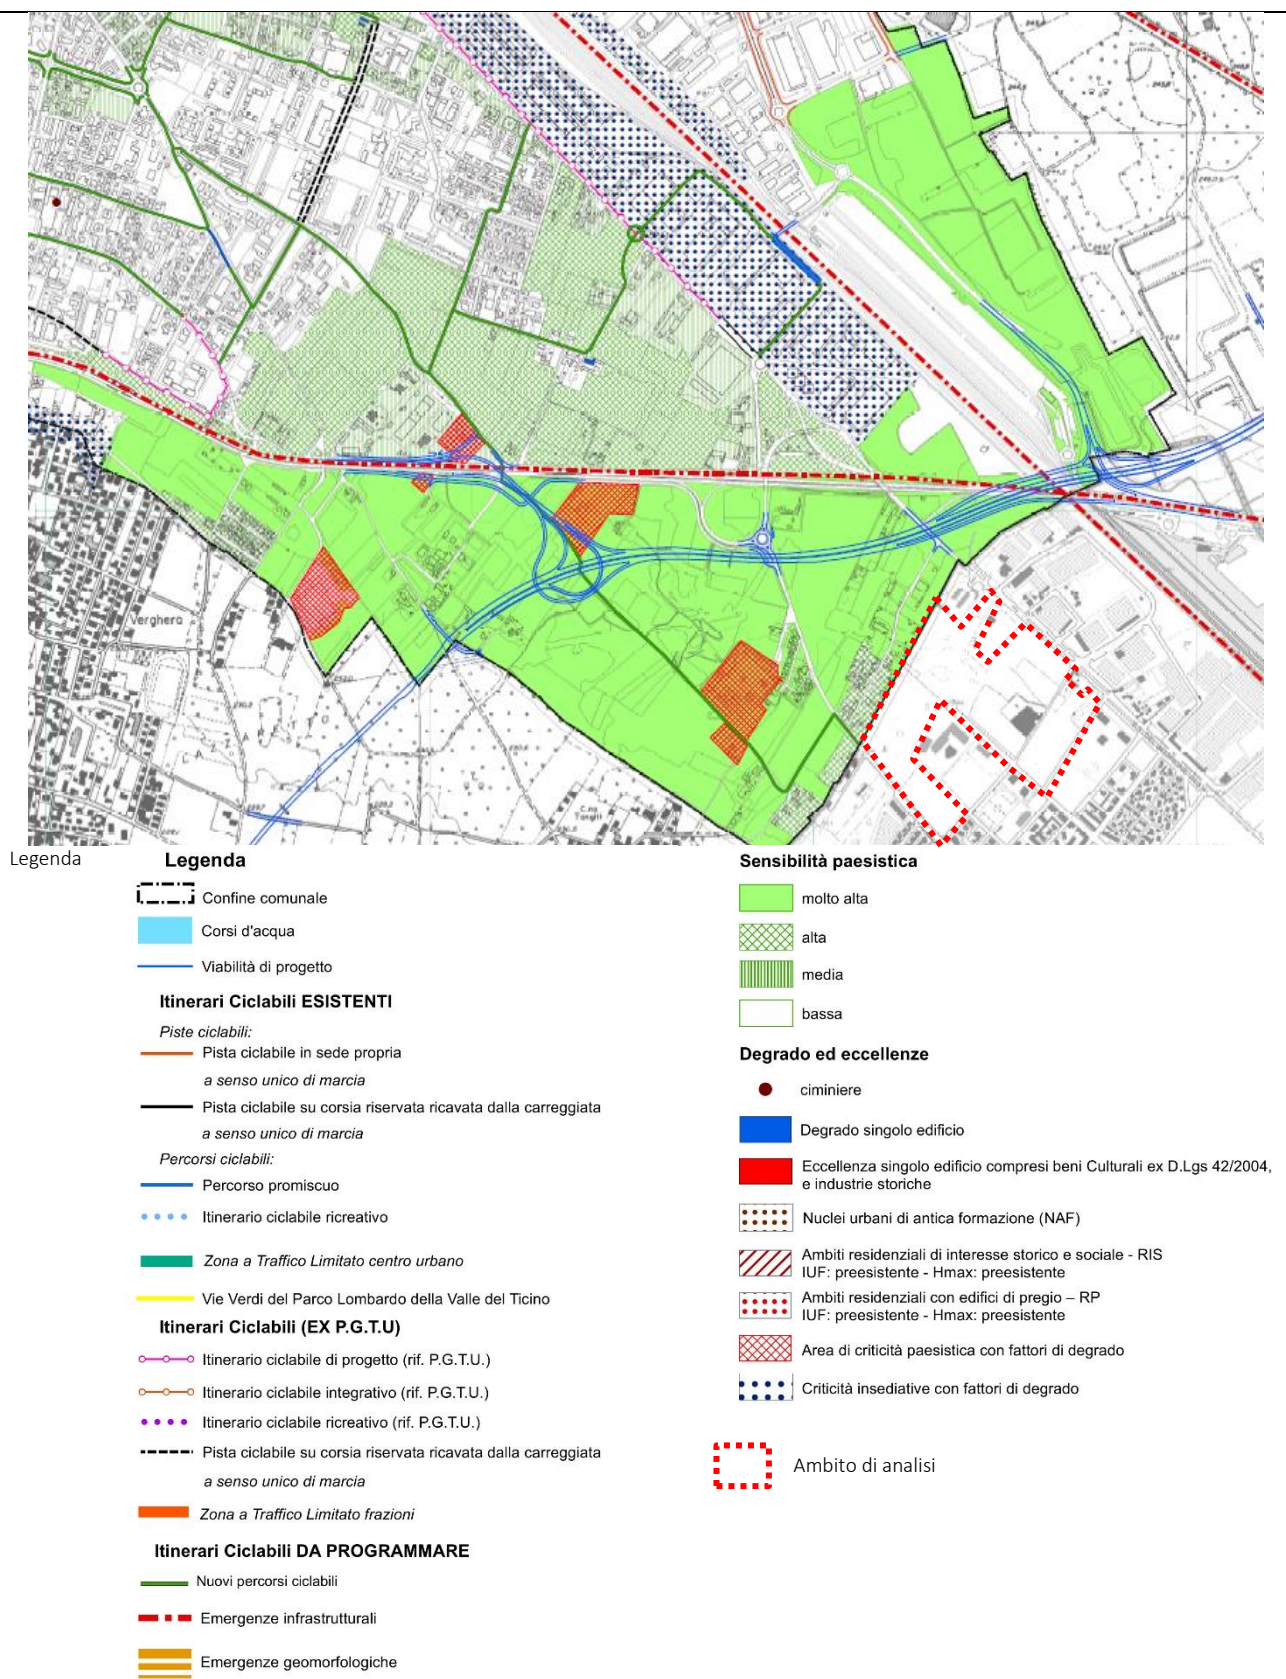 Verghera
C.na
Tangit
Legenda
Legenda
Confine comunale
Corsi d'acqua
Viabilità di progetto
Itinerari Ciclabili ESISTENTI
Piste ciclabili:
Pista ciclabile in sede propria
a senso unico di marcia
Pista ciclabile su corsia riservata ricavata dalla carreggiata
a senso unico di marcia
Percorsi ciclabili:
Percorso promiscuo
Itinerario ciclabile ricreativo
Zona a Traffico Limitato centro urbano
Vie Verdi del Parco Lombardo della Valle del Ticino
Itinerari Ciclabili (EX P.G.T.U)
Itinerario ciclabile di progetto (rif. P.G.T.U.)
Itinerario ciclabile integrativo (rif. P.G.T.U.)
Itinerario ciclabile ricreativo (rif. P.G.T.U.)
Pista ciclabile su corsia riservata ricavata dalla carreggiata
a senso unico di marcia
Zona a Traffico Limitato frazioni
Itinerari Ciclabili DA PROGRAMMARE
Nuovi percorsi ciclabili
Emergenze infrastrutturali
Emergenze geomorfologiche
Sensibilità paesistica
molto alta
alta
media
bassa
Degrado ed eccellenze
ciminiere
Degrado singolo edificio
Eccellenza singolo edificio compresi beni Culturali ex D.Lgs 42/2004,
e industrie storiche
Nuclei urbani di antica formazione (NAF)
Ambiti residenziali di interesse storico e sociale - RIS
IUF: preesistente - Hmax: preesistente
Ambiti residenziali con edifici di pregio – RP
IUF: preesistente - Hmax: preesistente
Area di criticità paesistica con fattori di degrado
Criticità insediative con fattori di degrado
Ambito di analisi